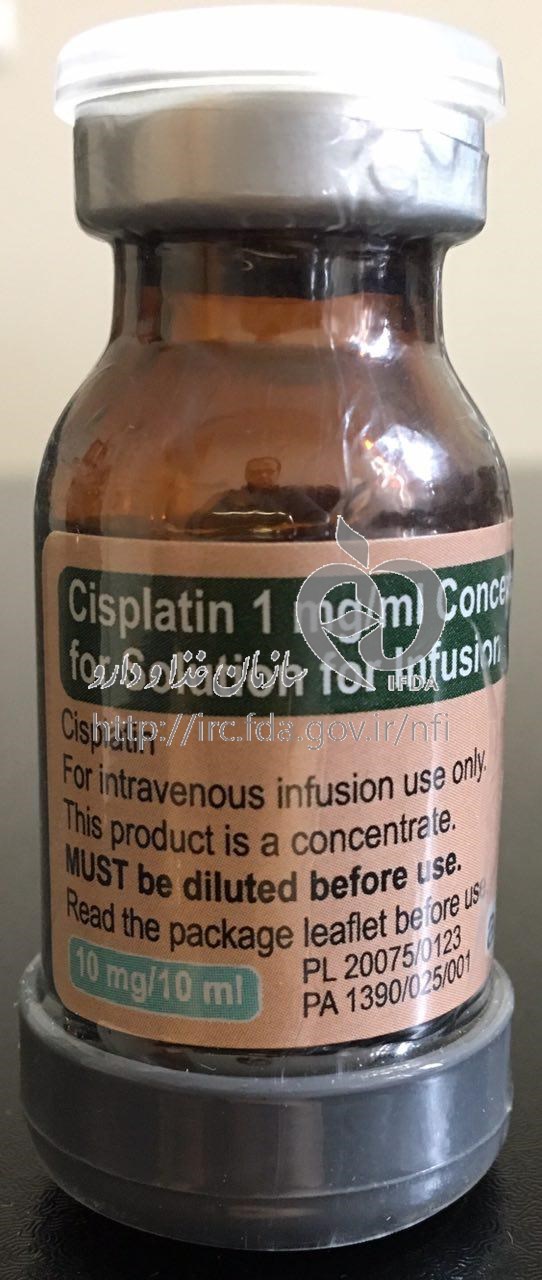 Cisplatin 1 mg/ml
for Solution for Infusion
سازمان غذا و دارو
IFDA
Cisplatin
http://irc.fda.gov.ir/nfi
For intravenous infusion use only.
This product is a concentrate.
MUST be diluted before use.
Read the package leaflet before use
10 mg/10 ml
PL 20075/0123
PA 1390/025/001